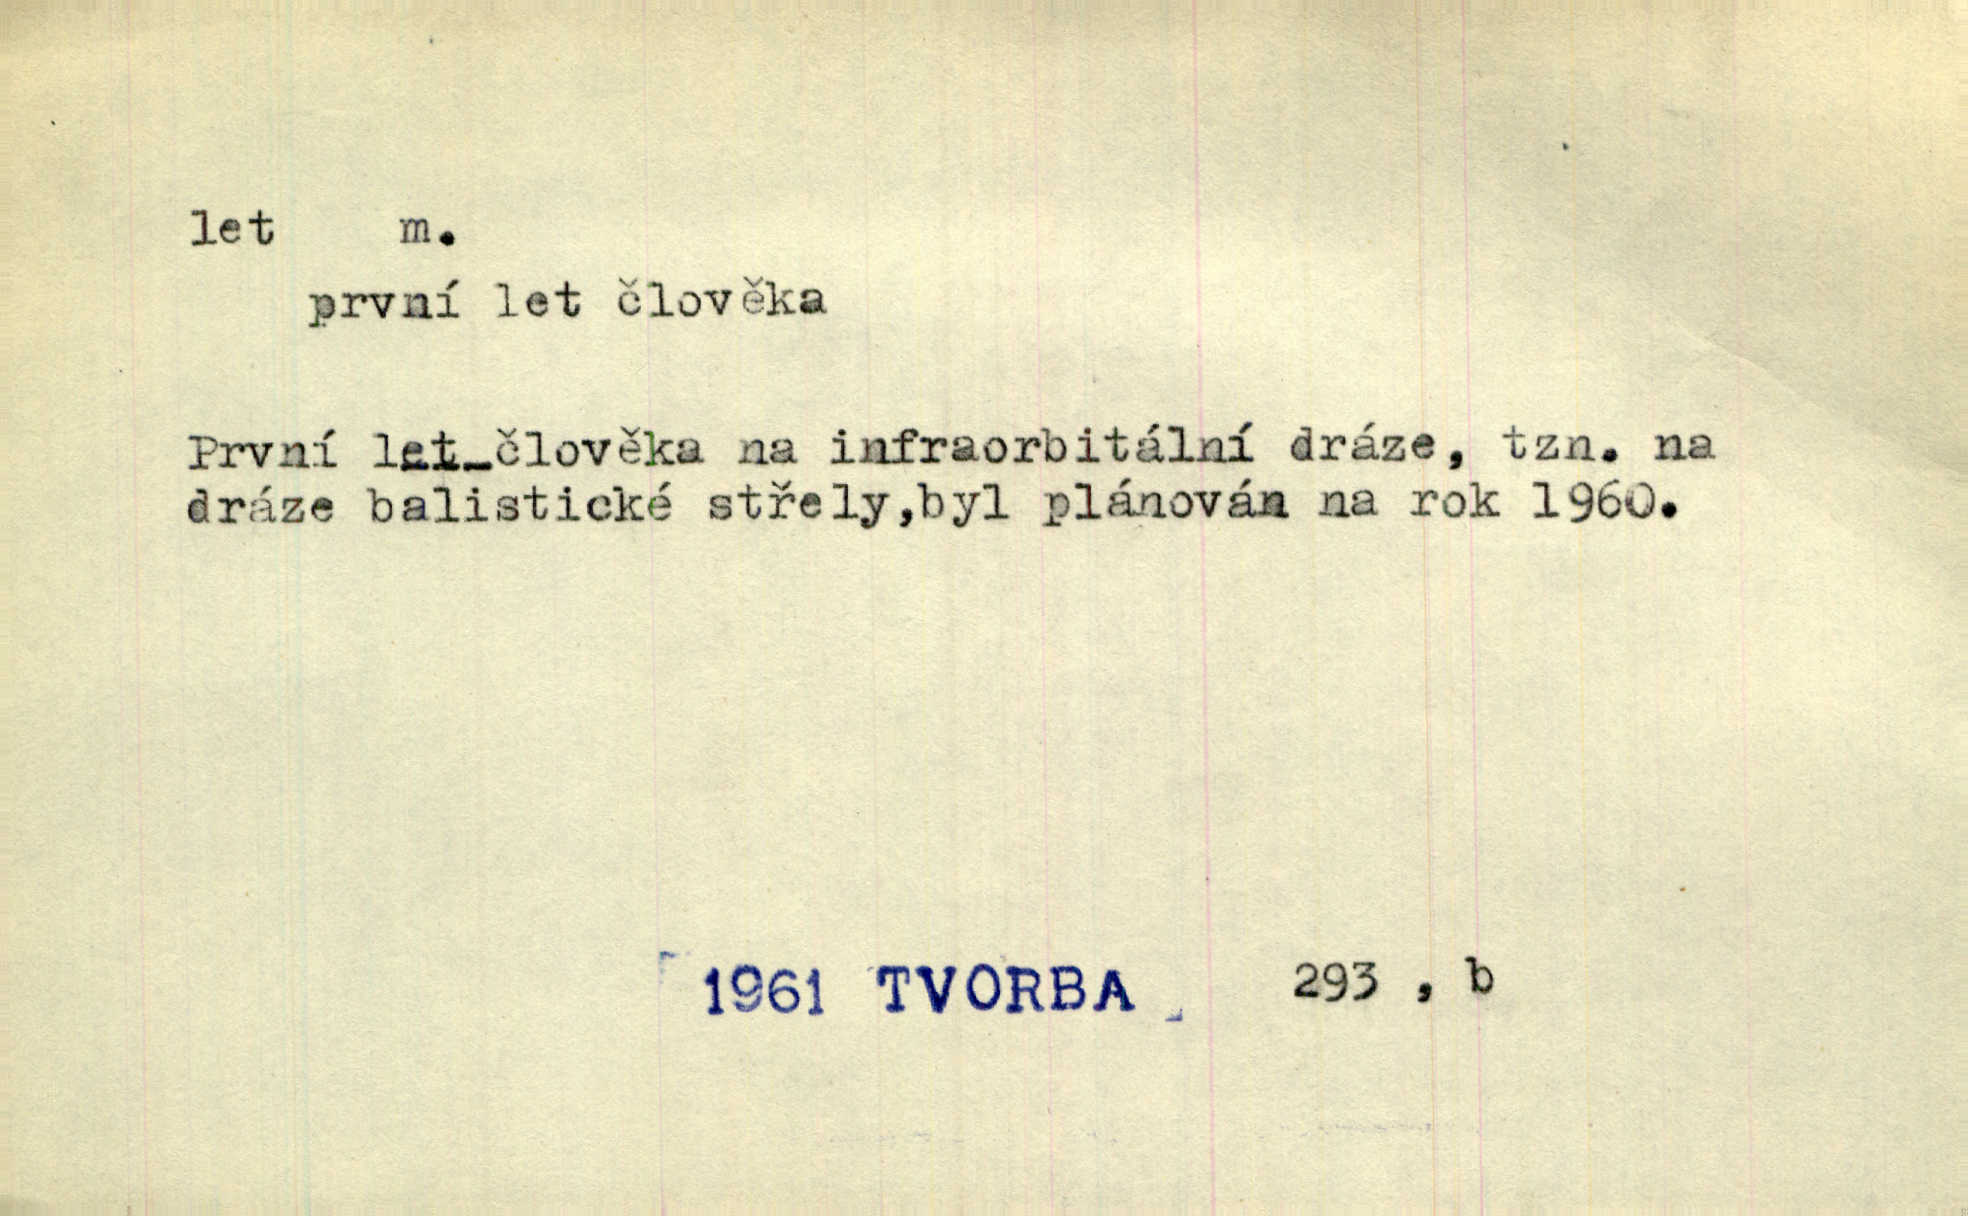 let m.
první let člověka
První let člověka na infraorbitální dráze, tzn. na
dráze balistické střely,byl plánován na rok 1960.
1961 TVORBA 293 , b